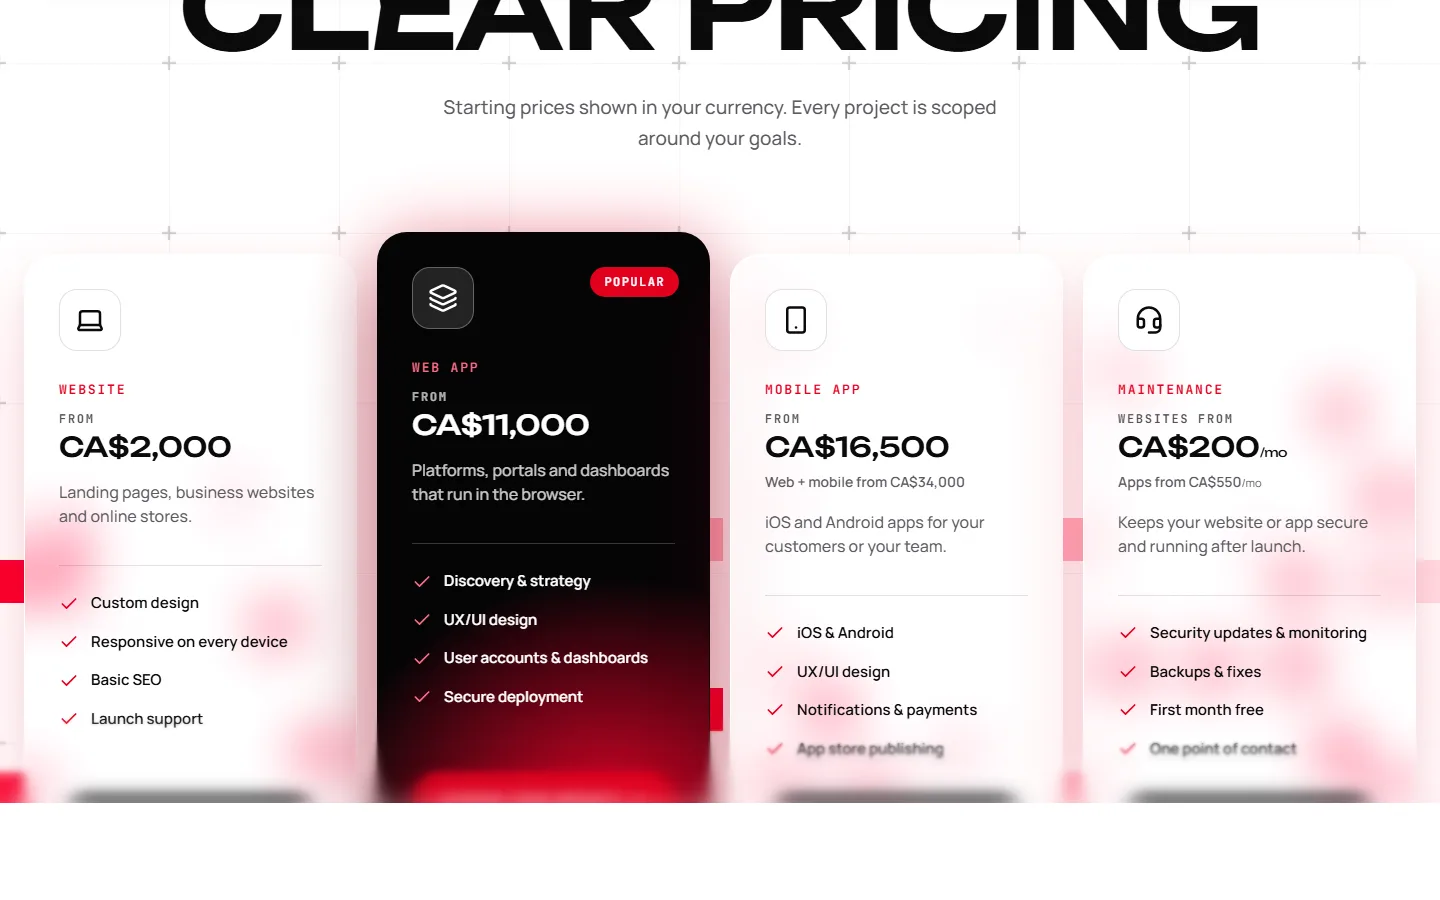 CLEAR PRICING
Starting prices shown in your currency. Every project is scoped
around your goals.
WEBSITE
FROM
CA$2,000
Landing pages, business websites
and online stores.
Custom design
Responsive on every device
Basic SEO
Launch support
POPULAR
WEB APP
FROM
CA$11,000
Platforms, portals and dashboards
that run in the browser.
Discovery & strategy
UX/UI design
User accounts & dashboards
Secure deployment
MOBILE APP
FROM
CA$16,500
Web + mobile from CA$34,000
iOS and Android apps for your
customers or your team.
iOS & Android
UX/UI design
Notifications & payments
App store publishing
MAINTENANCE
WEBSITES FROM
CA$200/mo
Apps from CA$550/mo
Keeps your website or app secure
and running after launch.
Security updates & monitoring
Backups & fixes
First month free
One point of contact